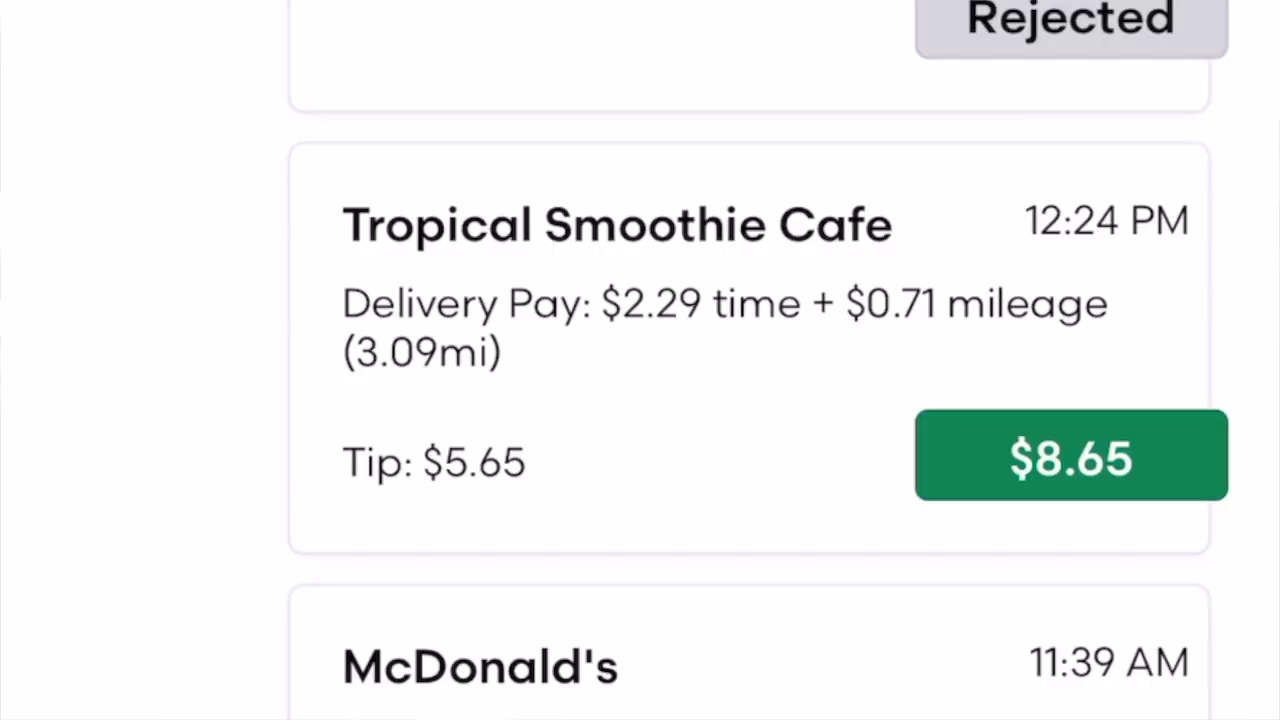 Rejected
Tropical Smoothie Cafe 12:24 PM
Delivery Pay: $2.29 time + $0.71 mileage
(3.09mi)
Tip: $5.65 $8.65
McDonald's 11:39 AM